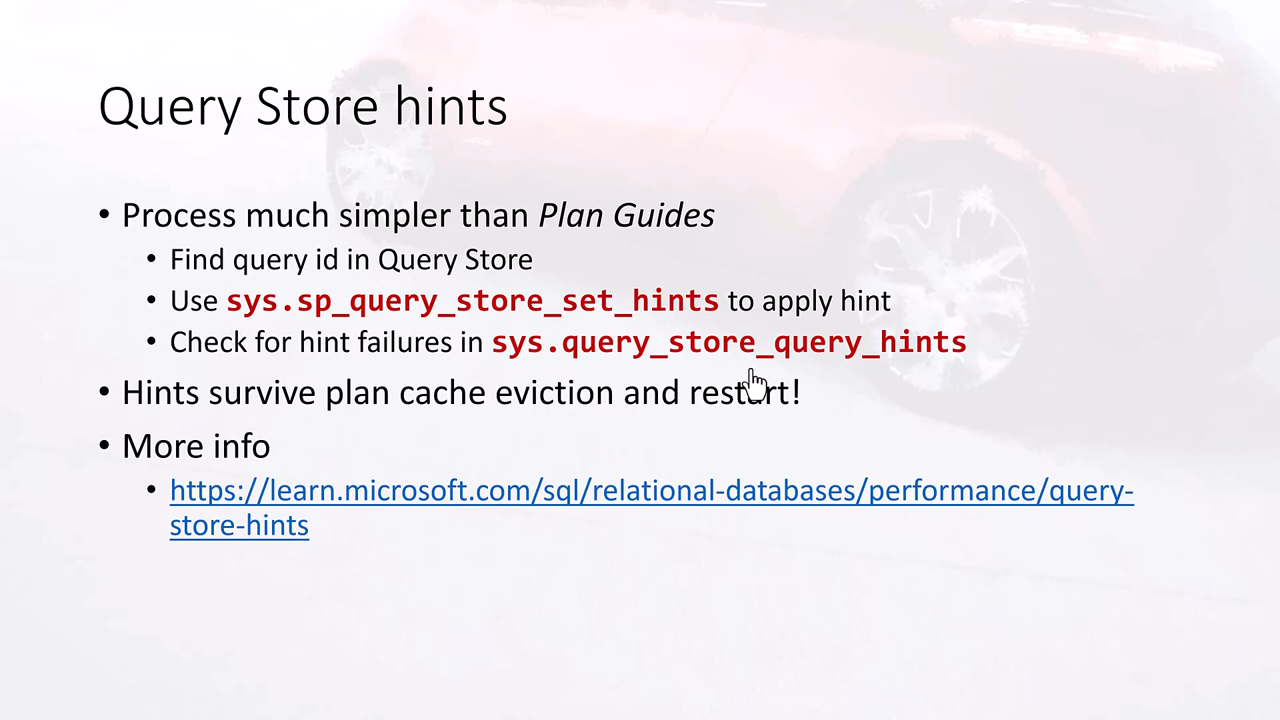 Query Store hints
• Process much simpler than Plan Guides
• Find query id in Query Store
• Use sys.sp_query_store_set_hints to apply hint
• Check for hint failures in sys.query_store_query_hints
• Hints survive plan cache eviction and restart!
• More info
• https://learn.microsoft.com/sql/relational-databases/performance/query-
store-hints